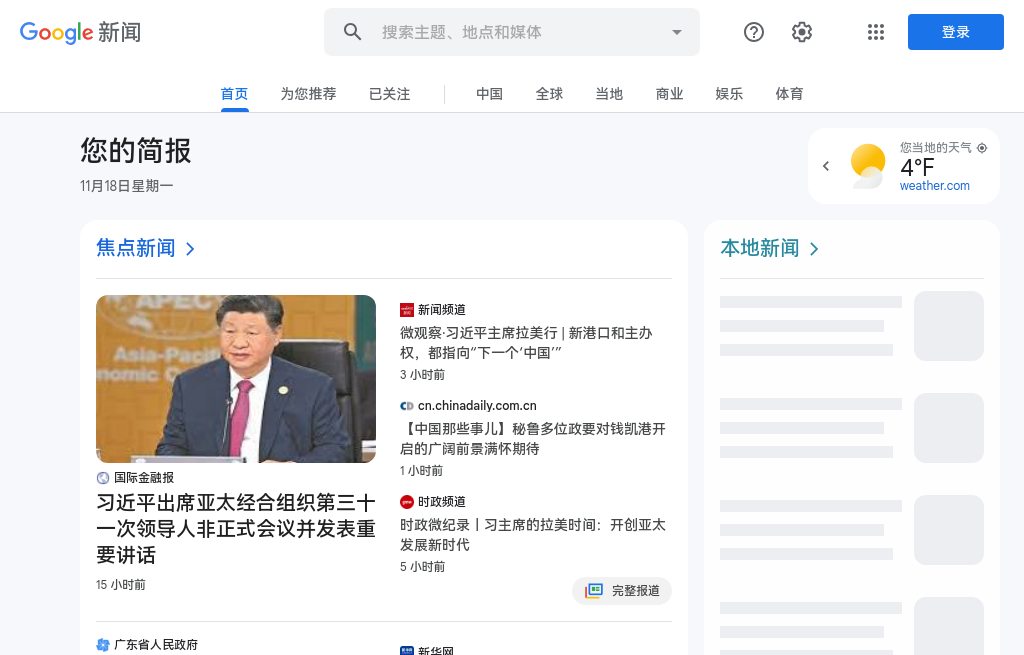 Google 新闻
搜索主题、地点和媒体
登录
首页
为您推荐
已关注
中国
全球
当地
商业
娱乐
体育
您的简报
11月18日星期一
您当地的天气
4°F
weather.com
焦点新闻
APEC
Asia-Pacific
nomic C
国际金融报
习近平出席亚太经合组织第三十
一次领导人非正式会议并发表重
要讲话
15 小时前
新闻频道
微观察·习近平主席拉美行 | 新港口和主办
权，都指向“下一个‘中国’”
3 小时前
cn.chinadaily.com.cn
【中国那些事儿】秘鲁多位政要对钱凯港开
启的广阔前景满怀期待
1 小时前
时政频道
时政微纪录丨习主席的拉美时间：开创亚太
发展新时代
5 小时前
完整报道
广东省人民政府
新华网
本地新闻